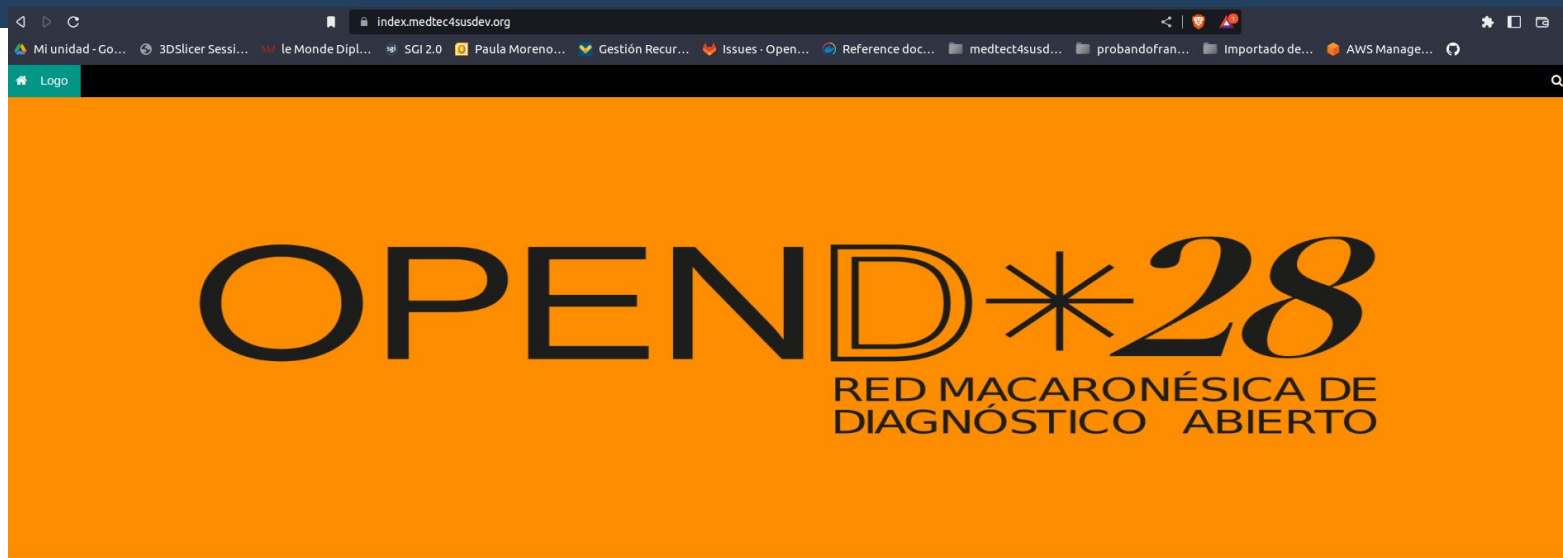 index.medtec4susdev.org
Mi unidad - Go... 3DSlicer Sessi... le Monde Dipl... sgi SGI 2.0 Paula Moreno... Gestión Recur... Issues · Open... Reference doc... medtect4susd... probandofran... Importado de... AWS Manage...
Logo
OPEND*28
RED MACARONÉSICA DE
DIAGNÓSTICO ABIERTO